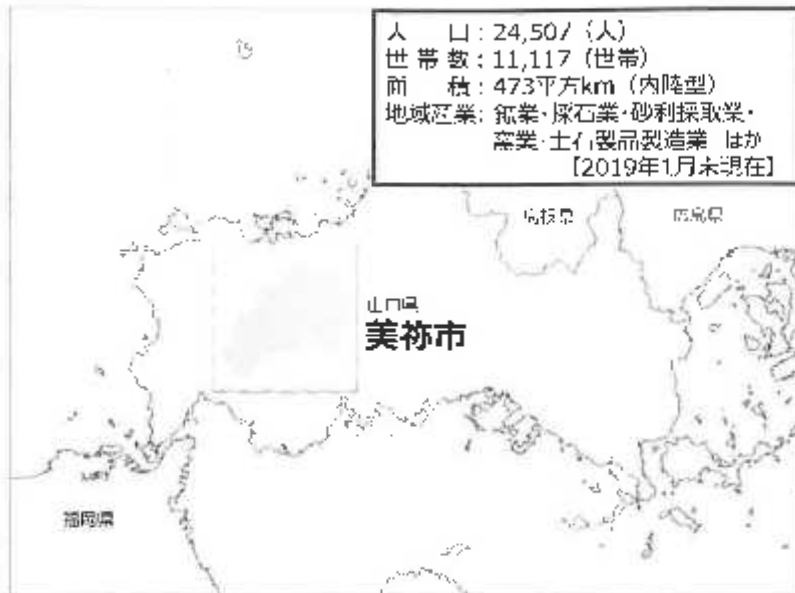 人　口：24,507（人）
世帯数：11,117（世帯）
面　積：473平方km（内陸型）
地域産業：鉱業・採石業・砂利採取業・
窯業・土石製品製造業 ほか
【2019年1月末現在】
島根県
広島県
山口県
美祢市
福岡県